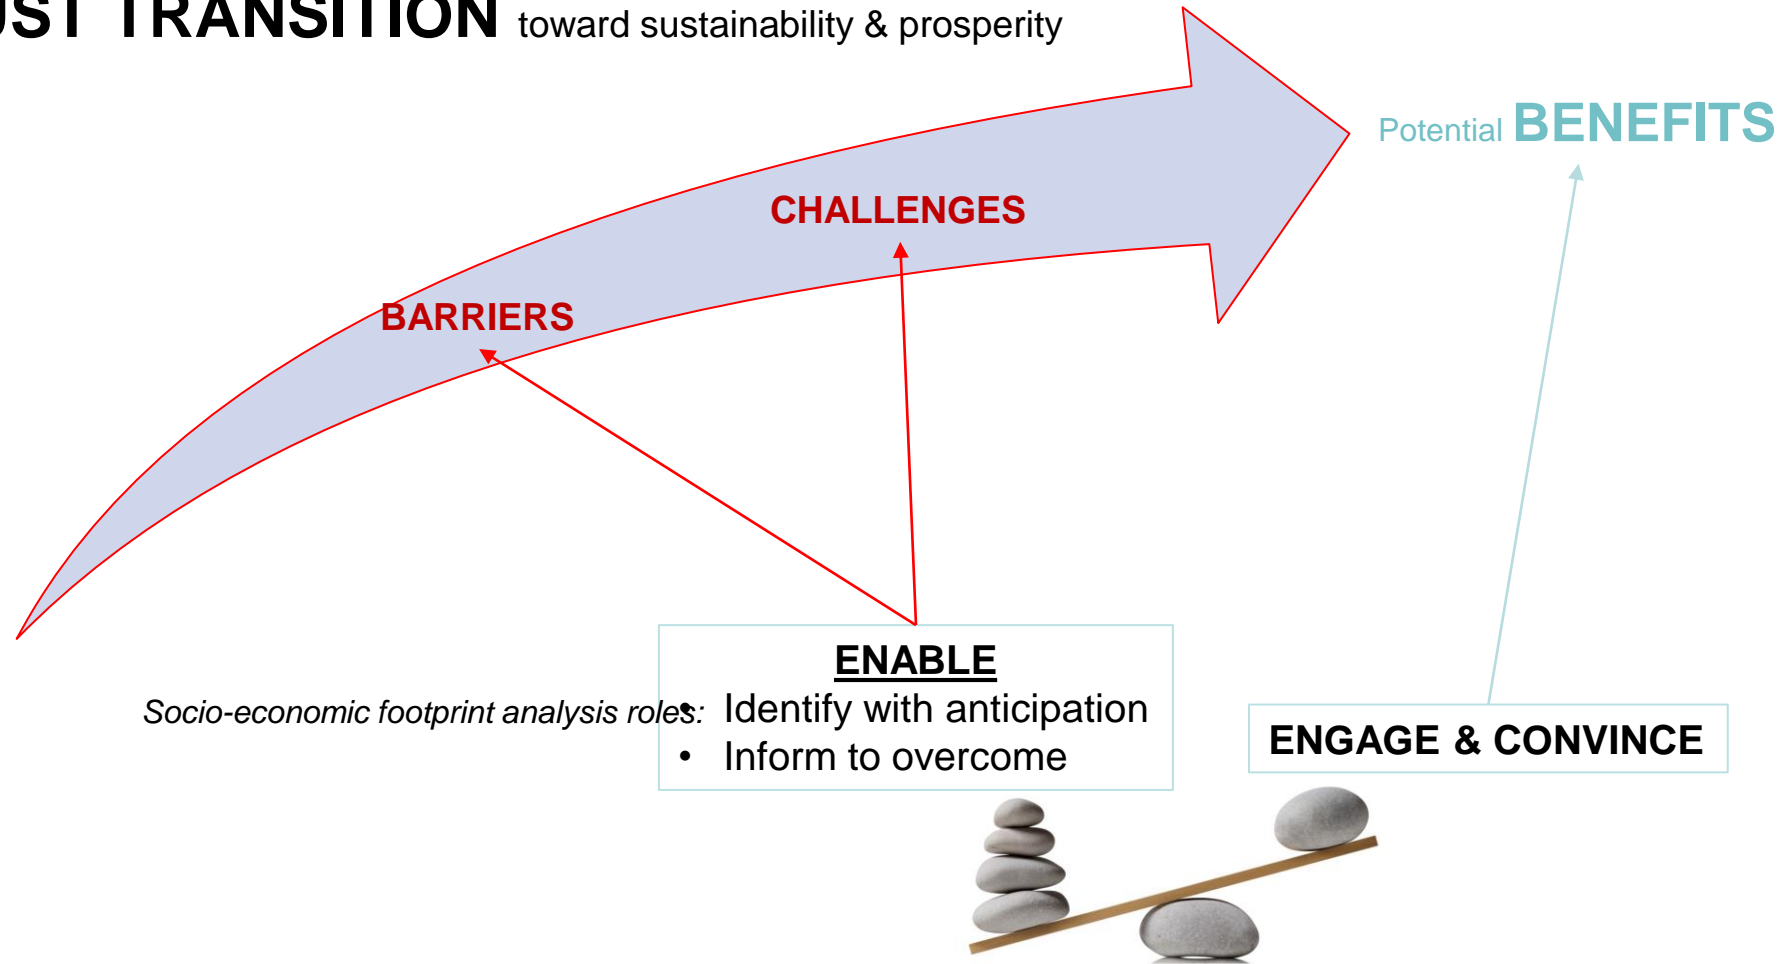 UST TRANSITION toward sustainability & prosperity
Potential BENEFITS
CHALLENGES
BARRIERS
ENABLE
Socio-economic footprint analysis roles:
• Identify with anticipation
• Inform to overcome
ENGAGE & CONVINCE